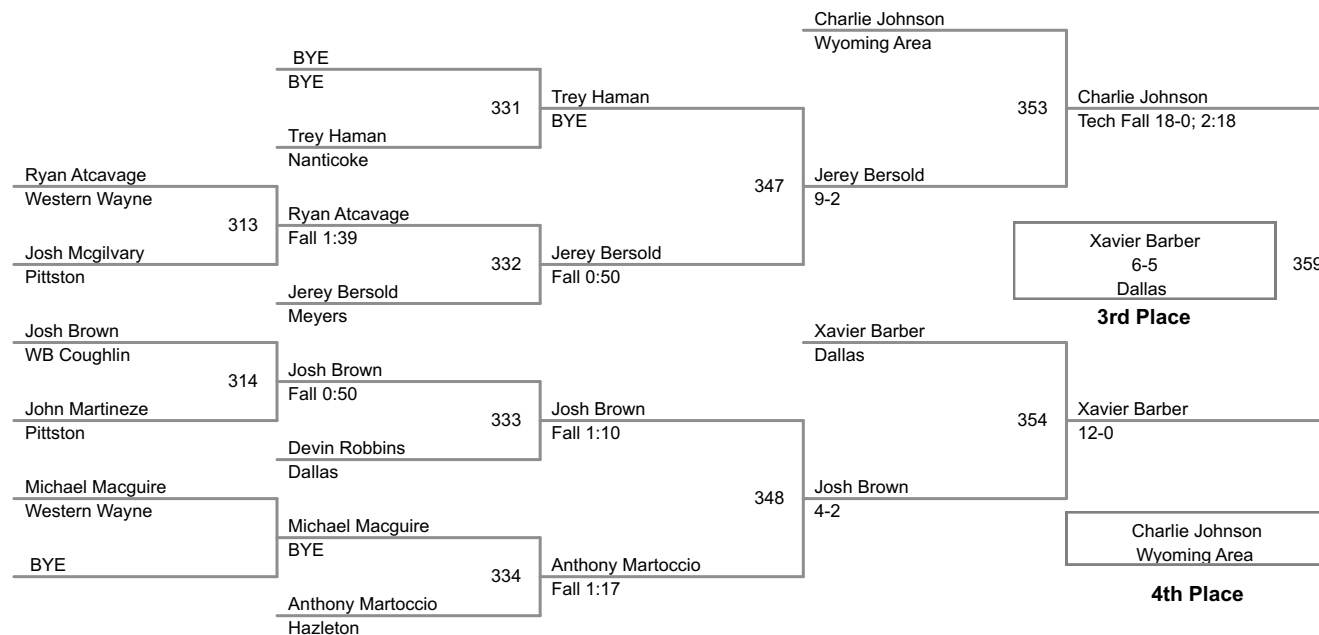 Charlie Johnson
Wyoming Area
BYE
BYE
331
Trey Haman
BYE
353
Charlie Johnson
Tech Fall 18-0; 2:18
Trey Haman
Nanticoke
Ryan Atcavage
Western Wayne
347
Jerey Bersold
9-2
313
Ryan Atcavage
Fall 1:39
Josh Mcgilvary
Pittston
332
Jerey Bersold
Fall 0:50
Xavier Barber
6-5
Dallas
359
3rd Place
Jerey Bersold
Meyers
Josh Brown
WB Coughlin
Xavier Barber
Dallas
314
Josh Brown
Fall 0:50
John Martineze
Pittston
333
Josh Brown
Fall 1:10
354
Xavier Barber
12-0
Devin Robbins
Dallas
Michael Macguire
Western Wayne
348
Josh Brown
4-2
Michael Macguire
BYE
Charlie Johnson
Wyoming Area
BYE
334
Anthony Martoccio
Fall 1:17
4th Place
Anthony Martoccio
Hazleton